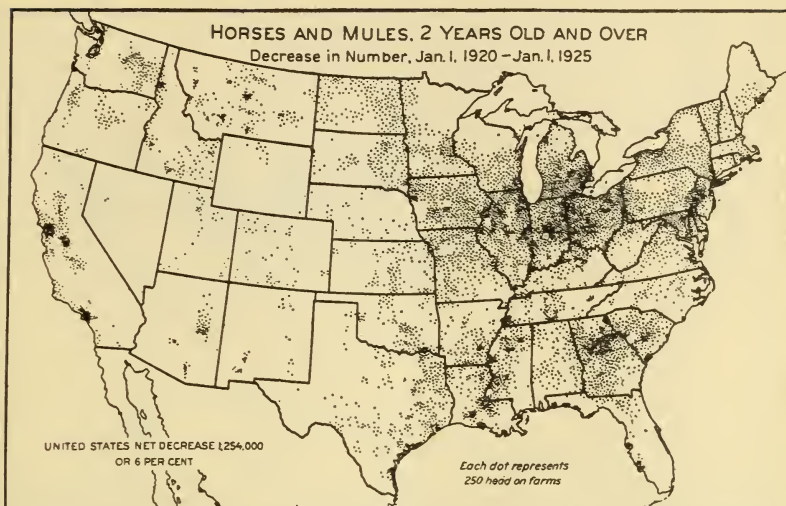 HORSES AND MULES, 2 YEARS OLD AND OVER
Decrease in Number, Jan. 1, 1920 – Jan. 1, 1925
UNITED STATES NET DECREASE 1,254,000
OR 6 PER CENT
Each dot represents
250 head on farms